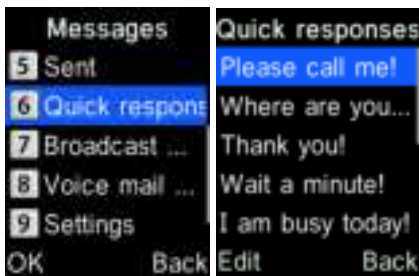 Messages
5 Sent
6 Quick respons
7 Broadcast ...
8 Voice mail ...
9 Settings
OK Back
Quick responses
Please call me!
Where are you...
Thank you!
Wait a minute!
I am busy today!
Edit Back